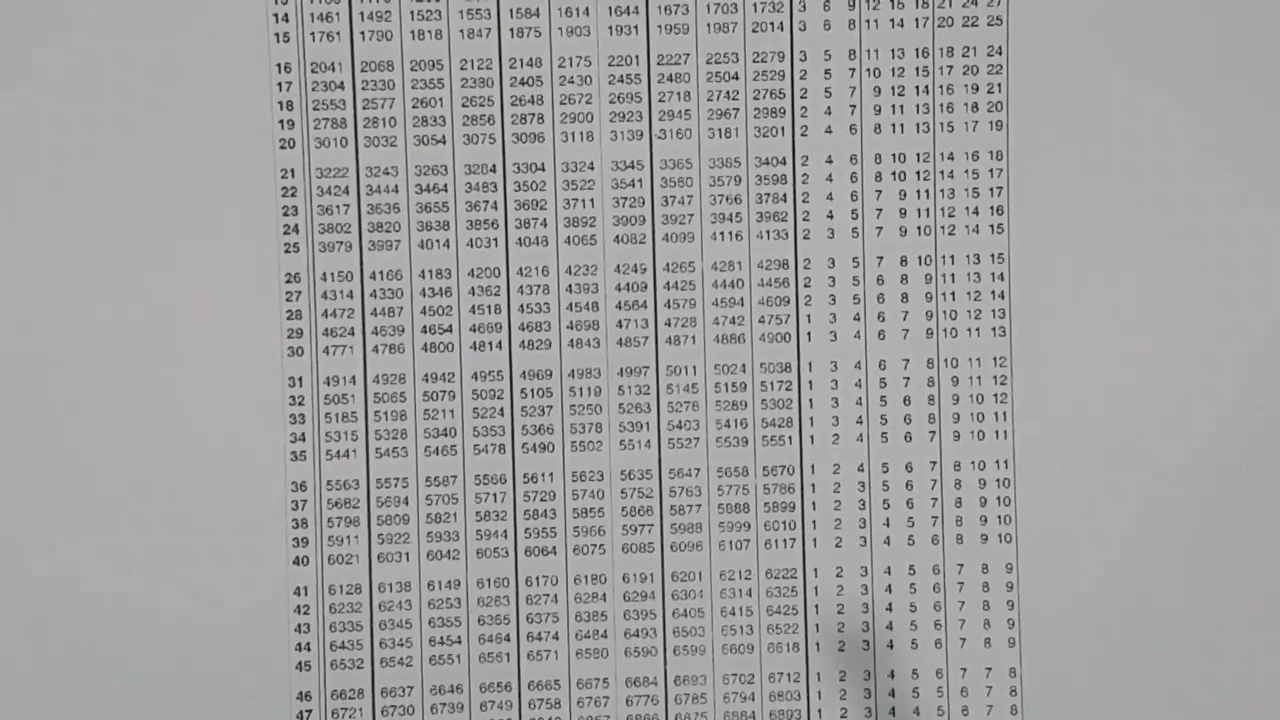 14 1461 1492 1523 1553 1584 1614 1644 1673 1703 1732 3 6 9 12 15 18 21 24 27
15 1761 1790 1818 1847 1875 1903 1931 1959 1987 2014 3 6 8 11 14 17 20 22 25
16 2041 2068 2095 2122 2148 2175 2201 2227 2253 2279 3 5 8 11 13 16 18 21 24
17 2304 2330 2355 2380 2405 2430 2455 2480 2504 2529 2 5 7 10 12 15 17 20 22
18 2553 2577 2601 2625 2648 2672 2695 2718 2742 2765 2 5 7 9 12 14 16 19 21
19 2788 2810 2833 2856 2878 2900 2923 2945 2967 2989 2 4 7 9 11 13 16 18 20
20 3010 3032 3054 3075 3096 3118 3139 3160 3181 3201 2 4 6 8 11 13 15 17 19
21 3222 3243 3263 3284 3304 3324 3345 3365 3385 3404 2 4 6 8 10 12 14 16 18
22 3424 3444 3464 3483 3502 3522 3541 3560 3579 3598 2 4 6 8 10 12 14 15 17
23 3617 3636 3655 3674 3692 3711 3729 3747 3766 3784 2 4 6 7 9 11 13 15 17
24 3802 3820 3838 3856 3874 3892 3909 3927 3945 3962 2 4 5 7 9 11 12 14 16
25 3979 3997 4014 4031 4048 4065 4082 4099 4116 4133 2 3 5 7 9 10 12 14 15
26 4150 4166 4183 4200 4216 4232 4249 4265 4281 4298 2 3 5 7 8 10 11 13 15
27 4314 4330 4346 4362 4378 4393 4409 4425 4440 4456 2 3 5 6 8 9 11 13 14
28 4472 4487 4502 4518 4533 4548 4564 4579 4594 4609 2 3 5 6 8 9 11 12 14
29 4624 4639 4654 4669 4683 4698 4713 4728 4742 4757 1 3 4 6 7 9 10 12 13
30 4771 4786 4800 4814 4829 4843 4857 4871 4886 4900 1 3 4 6 7 9 10 11 13
31 4914 4928 4942 4955 4969 4983 4997 5011 5024 5038 1 3 4 6 7 8 10 11 12
32 5051 5065 5079 5092 5105 5119 5132 5145 5159 5172 1 3 4 5 7 8 9 11 12
33 5185 5198 5211 5224 5237 5250 5263 5276 5289 5302 1 3 4 5 6 8 9 10 12
34 5315 5328 5340 5353 5366 5378 5391 5403 5416 5428 1 3 4 5 6 8 9 10 11
35 5441 5453 5465 5478 5490 5502 5514 5527 5539 5551 1 2 4 5 6 7 9 10 11
36 5563 5575 5587 5566 5611 5623 5635 5647 5658 5670 1 2 4 5 6 7 8 10 11
37 5682 5694 5705 5717 5729 5740 5752 5763 5775 5786 1 2 3 5 6 7 8 9 10
38 5798 5809 5821 5832 5843 5855 5866 5877 5888 5899 1 2 3 5 6 7 8 9 10
39 5911 5922 5933 5944 5955 5966 5977 5988 5999 6010 1 2 3 4 5 7 8 9 10
40 6021 6031 6042 6053 6064 6075 6085 6096 6107 6117 1 2 3 4 5 6 8 9 10
41 6128 6138 6149 6160 6170 6180 6191 6201 6212 6222 1 2 3 4 5 6 7 8 9
42 6232 6243 6253 6263 6274 6284 6294 6304 6314 6325 1 2 3 4 5 6 7 8 9
43 6335 6345 6355 6365 6375 6385 6395 6405 6415 6425 1 2 3 4 5 6 7 8 9
44 6435 6345 6454 6464 6474 6484 6493 6503 6513 6522 1 2 3 4 5 6 7 8 9
45 6532 6542 6551 6561 6571 6580 6590 6599 6609 6618 1 2 3 4 5 6 7 8 9
46 6628 6637 6646 6656 6665 6675 6684 6693 6702 6712 1 2 3 4 5 6 7 7 8
47 6721 6730 6739 6749 6758 6767 6776 6785 6794 6803 1 2 3 4 5 5 6 7 8
6875 6884 6893 1 2 3 4 4 5 6 7 8